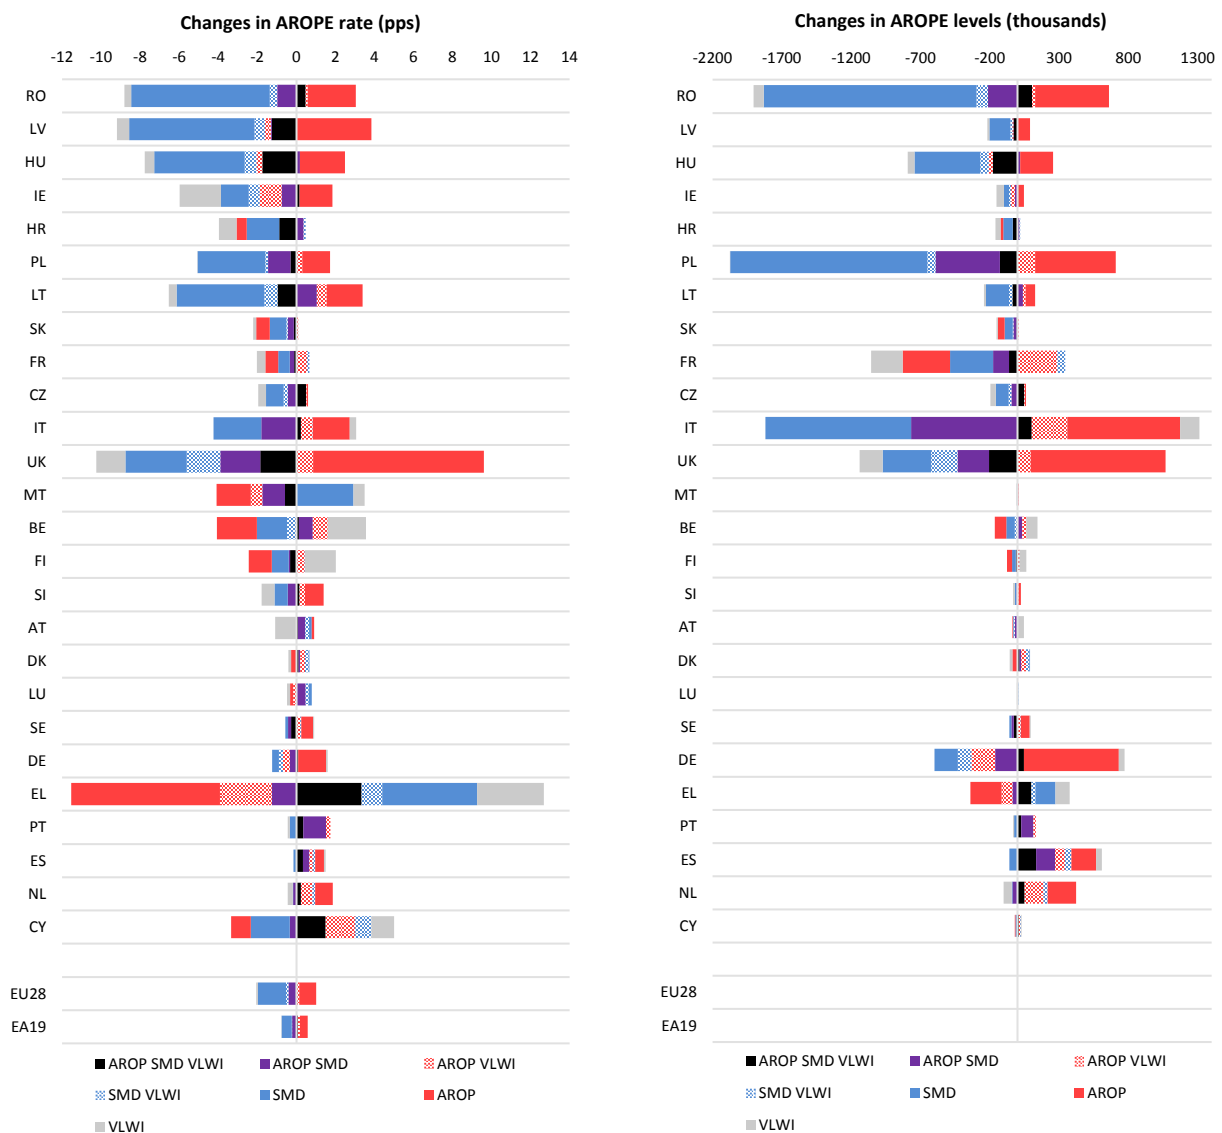 Changes in AROPE rate (pps)
-12 -10 -8 -6 -4 -2 0 2 4 6 8 10 12 14
RO
LV
HU
IE
HR
PL
LT
SK
FR
CZ
IT
UK
MT
BE
FI
SI
AT
DK
LU
SE
DE
EL
PT
ES
NL
CY
EU28
EA19
AROP SMD VLWI AROP SMD AROP VLWI
SMD VLWI SMD AROP
VLWI
Changes in AROPE levels (thousands)
-2200 -1200 -700 -200 300 800 1300
RO
LV
HU
IE
HR
PL
LT
SK
FR
CZ
IT
UK
MT
BE
FI
SI
AT
DK
LU
SE
DE
EL
PT
ES
NL
CY
EU28
EA19
AROP SMD VLWI AROP SMD AROP VLWI
SMD VLWI SMD AROP
VLWI